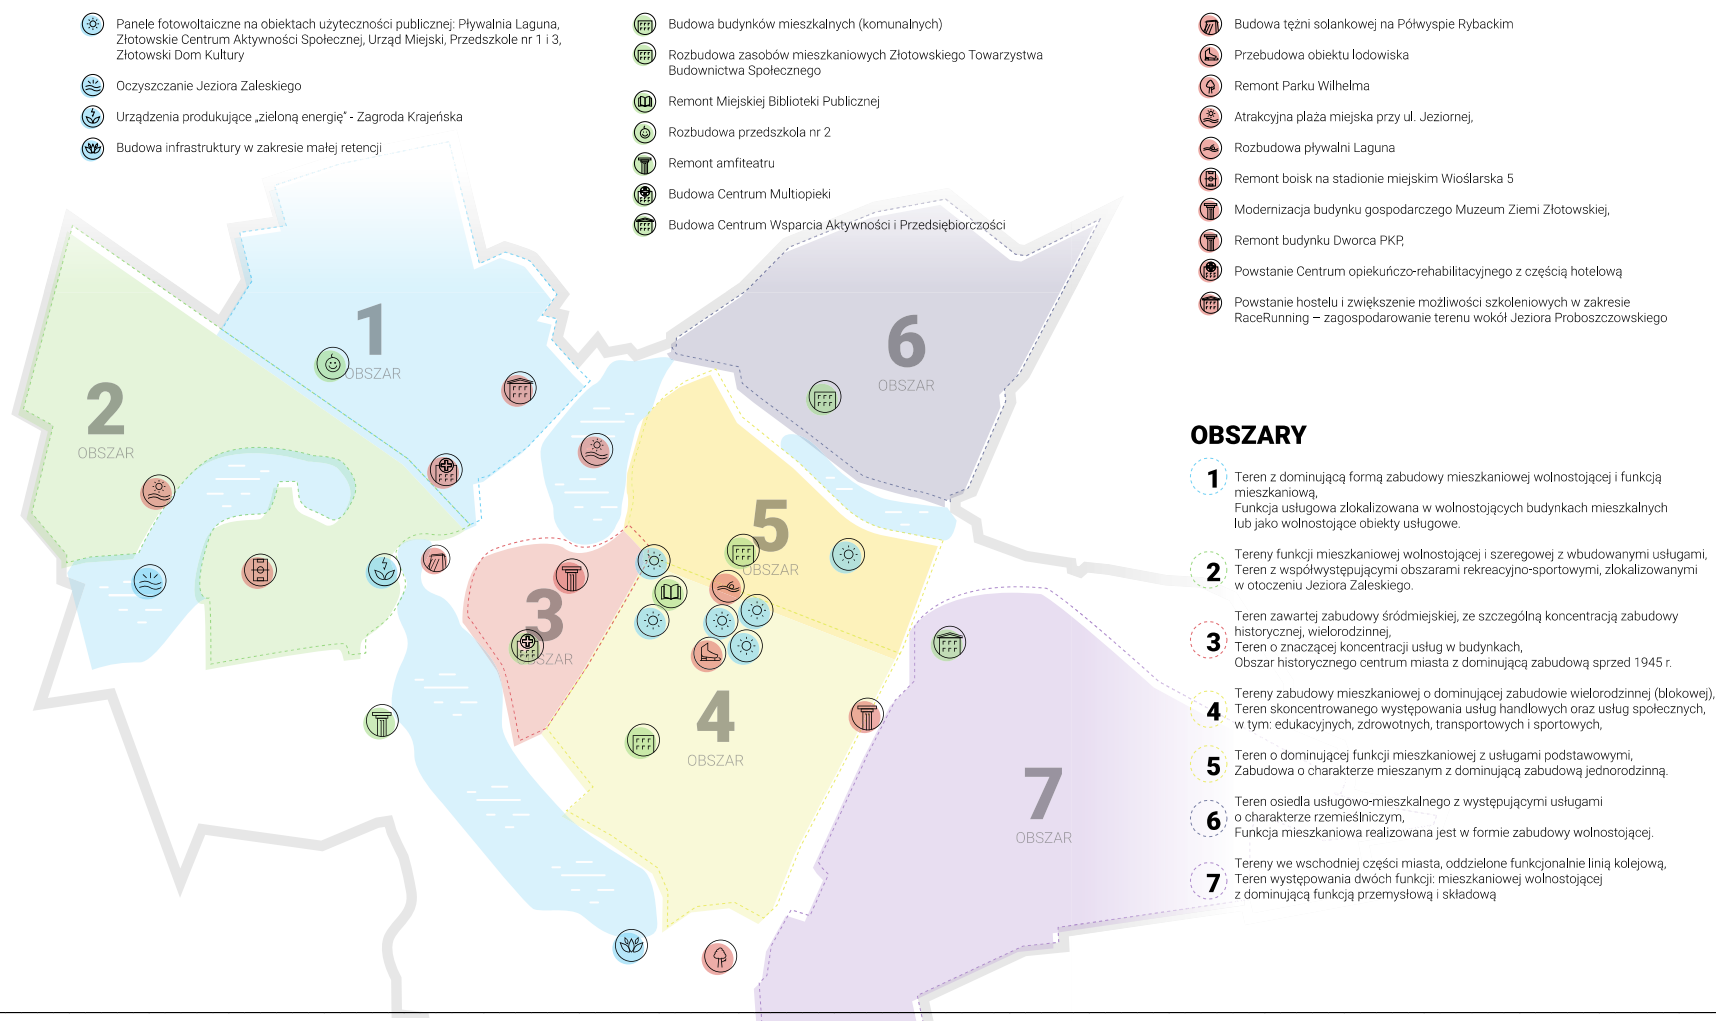 Panele fotowoltaiczne na obiektach użyteczności publicznej: Pływalnia Laguna,
Złotowskie Centrum Aktywności Społecznej, Urząd Miejski, Przedszkole nr 1 i 3,
Złotowski Dom Kultury
Oczyszczanie Jeziora Zaleskiego
Urządzenia produkujące „zieloną energię” - Zagroda Krajeńska
Budowa infrastruktury w zakresie małej retencji
Budowa budynków mieszkalnych (komunalnych)
Rozbudowa zasobów mieszkaniowych Złotowskiego Towarzystwa
Budownictwa Społecznego
Remont Miejskiej Biblioteki Publicznej
Rozbudowa przedszkola nr 2
Remont amfiteatru
Budowa Centrum Multiopieki
Budowa Centrum Wsparcia Aktywności i Przedsiębiorczości
Budowa tężni solankowej na Półwyspie Rybackim
Przebudowa obiektu lodowiska
Remont Parku Wilhelma
Atrakcyjna plaża miejska przy ul. Jeziornej,
Rozbudowa pływalni Laguna
Remont boisk na stadionie miejskim Wioślarska 5
Modernizacja budynku gospodarczego Muzeum Ziemi Złotowskiej,
Remont budynku Dworca PKP,
Powstanie Centrum opiekuńczo-rehabilitacyjnego z częścią hotelową
Powstanie hostelu i zwiększenie możliwości szkoleniowych w zakresie
RaceRunning – zagospodarowanie terenu wokół Jeziora Proboszczowskiego
1
OBSZAR
2
OBSZAR
3
OBSZAR
4
OBSZAR
5
OBSZAR
6
OBSZAR
7
OBSZAR
OBSZARY
1
Teren z dominującą formą zabudowy mieszkaniowej wolnostojącej i funkcją
mieszkaniową,
Funkcja usługowa zlokalizowana w wolnostojących budynkach mieszkalnych
lub jako wolnostojące obiekty usługowe.
2
Tereny funkcji mieszkaniowej wolnostojącej i szeregowej z wbudowanymi usługami,
Teren z współwystępującymi obszarami rekreacyjno-sportowymi, zlokalizowanymi
w otoczeniu Jeziora Zaleskiego.
3
Teren zawartej zabudowy śródmiejskiej, ze szczególną koncentracją zabudowy
historycznej, wielorodzinnej,
Teren o znaczącej koncentracji usług w budynkach,
Obszar historycznego centrum miasta z dominującą zabudową sprzed 1945 r.
4
Tereny zabudowy mieszkaniowej o dominującej zabudowie wielorodzinnej (blokowej),
Teren skoncentrowanego występowania usług handlowych oraz usług społecznych,
w tym: edukacyjnych, zdrowotnych, transportowych i sportowych,
5
Teren o dominującej funkcji mieszkaniowej z usługami podstawowymi,
Zabudowa o charakterze mieszanym z dominującą zabudową jednorodzinną.
6
Teren osiedla usługowo-mieszkalnego z występującymi usługami
o charakterze rzemieślniczym,
Funkcja mieszkaniowa realizowana jest w formie zabudowy wolnostojącej.
7
Tereny we wschodniej części miasta, oddzielone funkcjonalnie linią kolejową,
Teren występowania dwóch funkcji: mieszkaniowej wolnostojącej
z dominującą funkcją przemysłową i składową